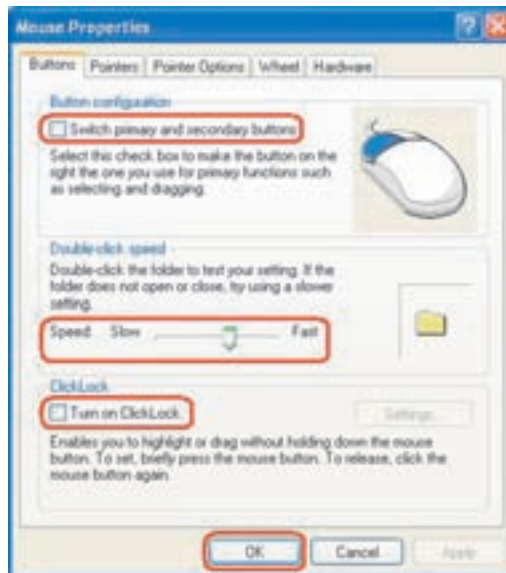 Mouse Properties
Buttons Pointers Pointer Options Wheel Hardware
Button configuration
Switch primary and secondary buttons
Select this check box to make the button on the
right the one you use for primary functions such
as selecting and dragging.
Double-click speed
Double-click the folder to test your setting. If the
folder does not open or close, try using a slower
setting.
Speed: Slow Fast
ClickLock
Turn on ClickLock
Settings...
Enables you to highlight or drag without holding down the mouse
button. To set, briefly press the mouse button. To release, click the
mouse button again.
OK Cancel Apply